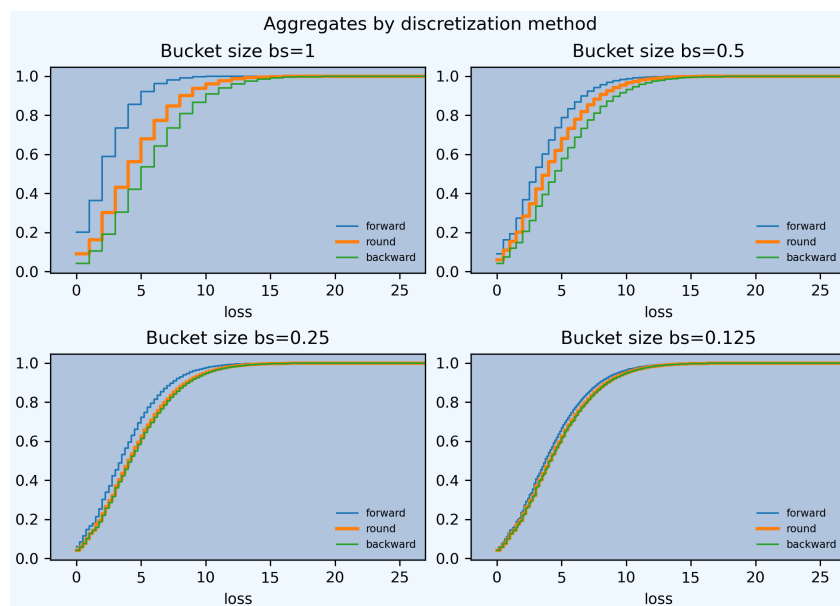 Aggregates by discretization method
Bucket size bs=1
1.0
0.8
0.6
0.4
0.2
0.0
0 5 10 15 20 25
loss
forward
round
backward
Bucket size bs=0.5
1.0
0.8
0.6
0.4
0.2
0.0
0 5 10 15 20 25
loss
forward
round
backward
Bucket size bs=0.25
1.0
0.8
0.6
0.4
0.2
0.0
0 5 10 15 20 25
loss
forward
round
backward
Bucket size bs=0.125
1.0
0.8
0.6
0.4
0.2
0.0
0 5 10 15 20 25
loss
forward
round
backward